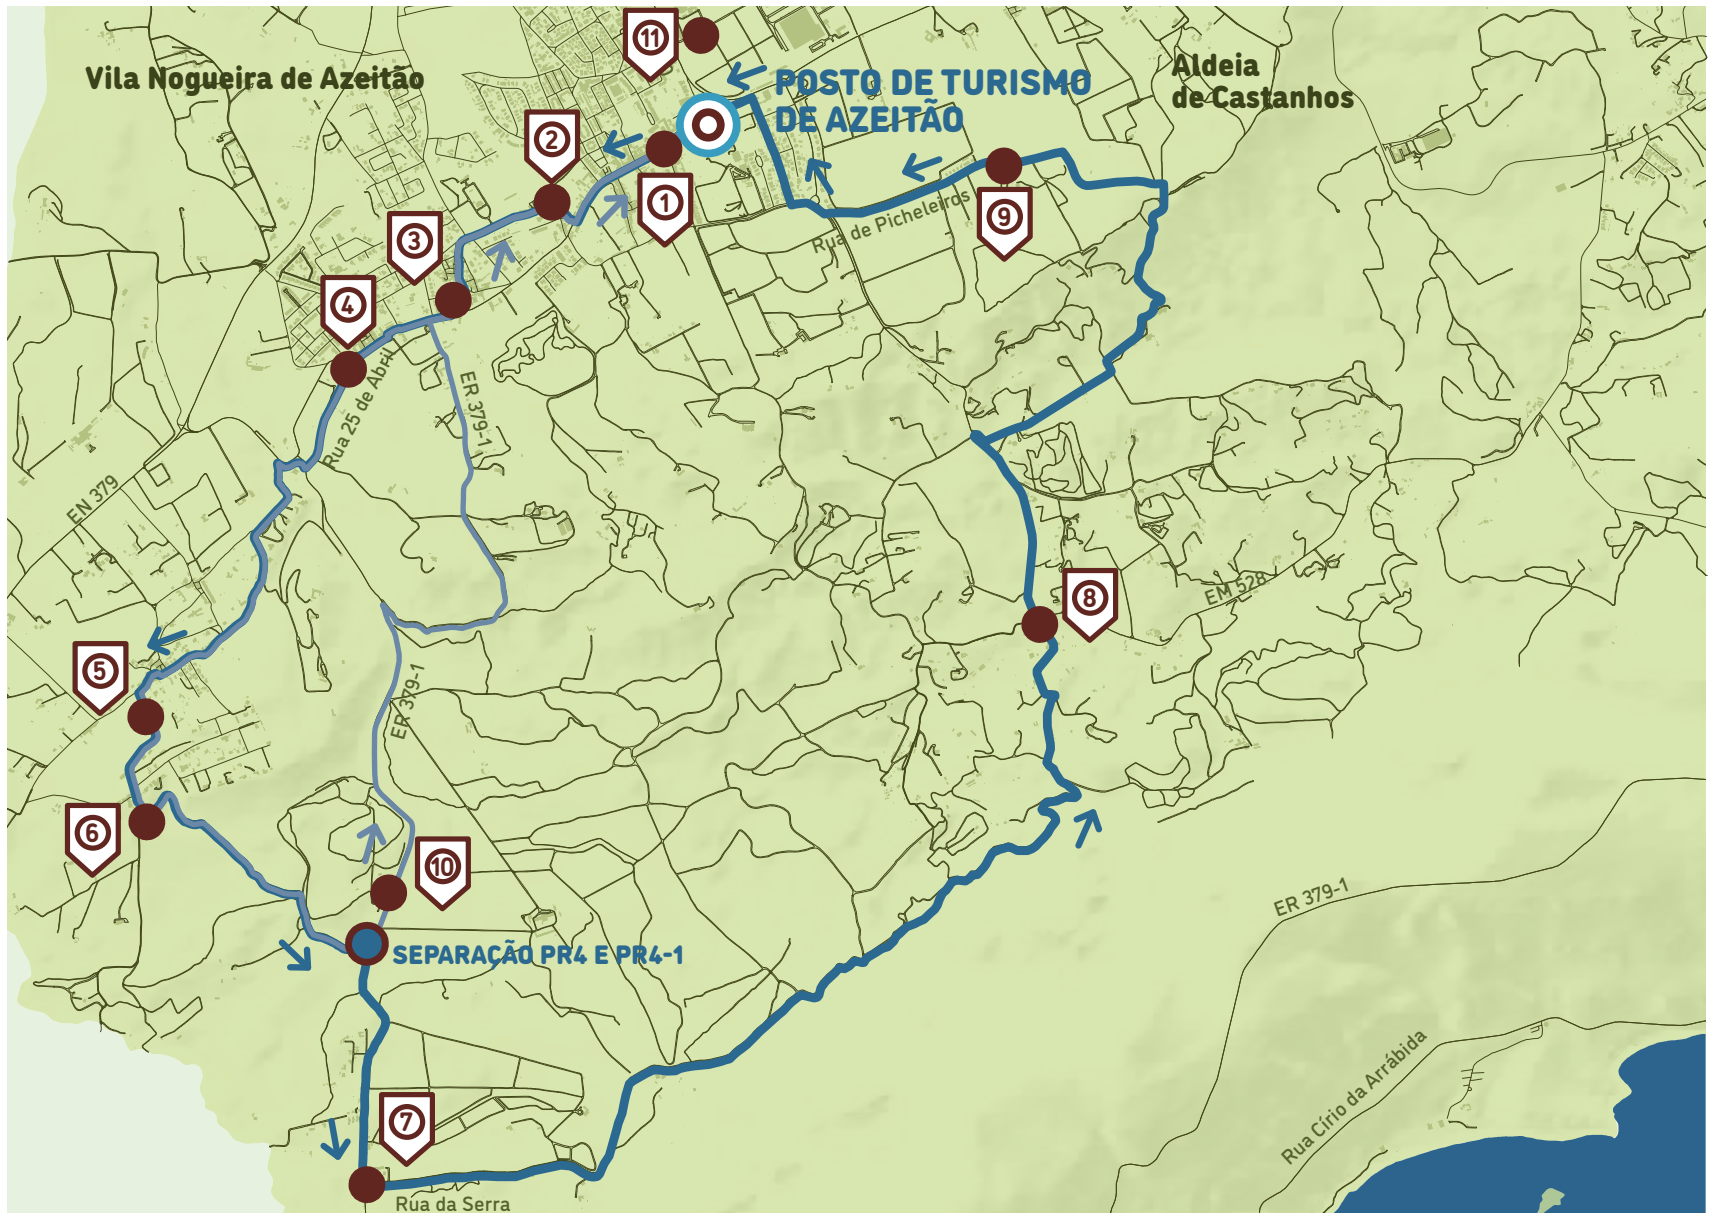 11
Vila Nogueira de Azeitão
Aldeia
de Castanhos
POSTO DE TURISMO
DE AZEITÃO
2
1
9
Rua de Picheleiros
3
4
Rua 25 de Abril
ER 379-1
EN 379
8
EM 528
5
ER 379-1
6
10
ER 379-1
SEPARAÇÃO PR4 E PR4-1
Rua Círio da Arrábida
7
Rua da Serra